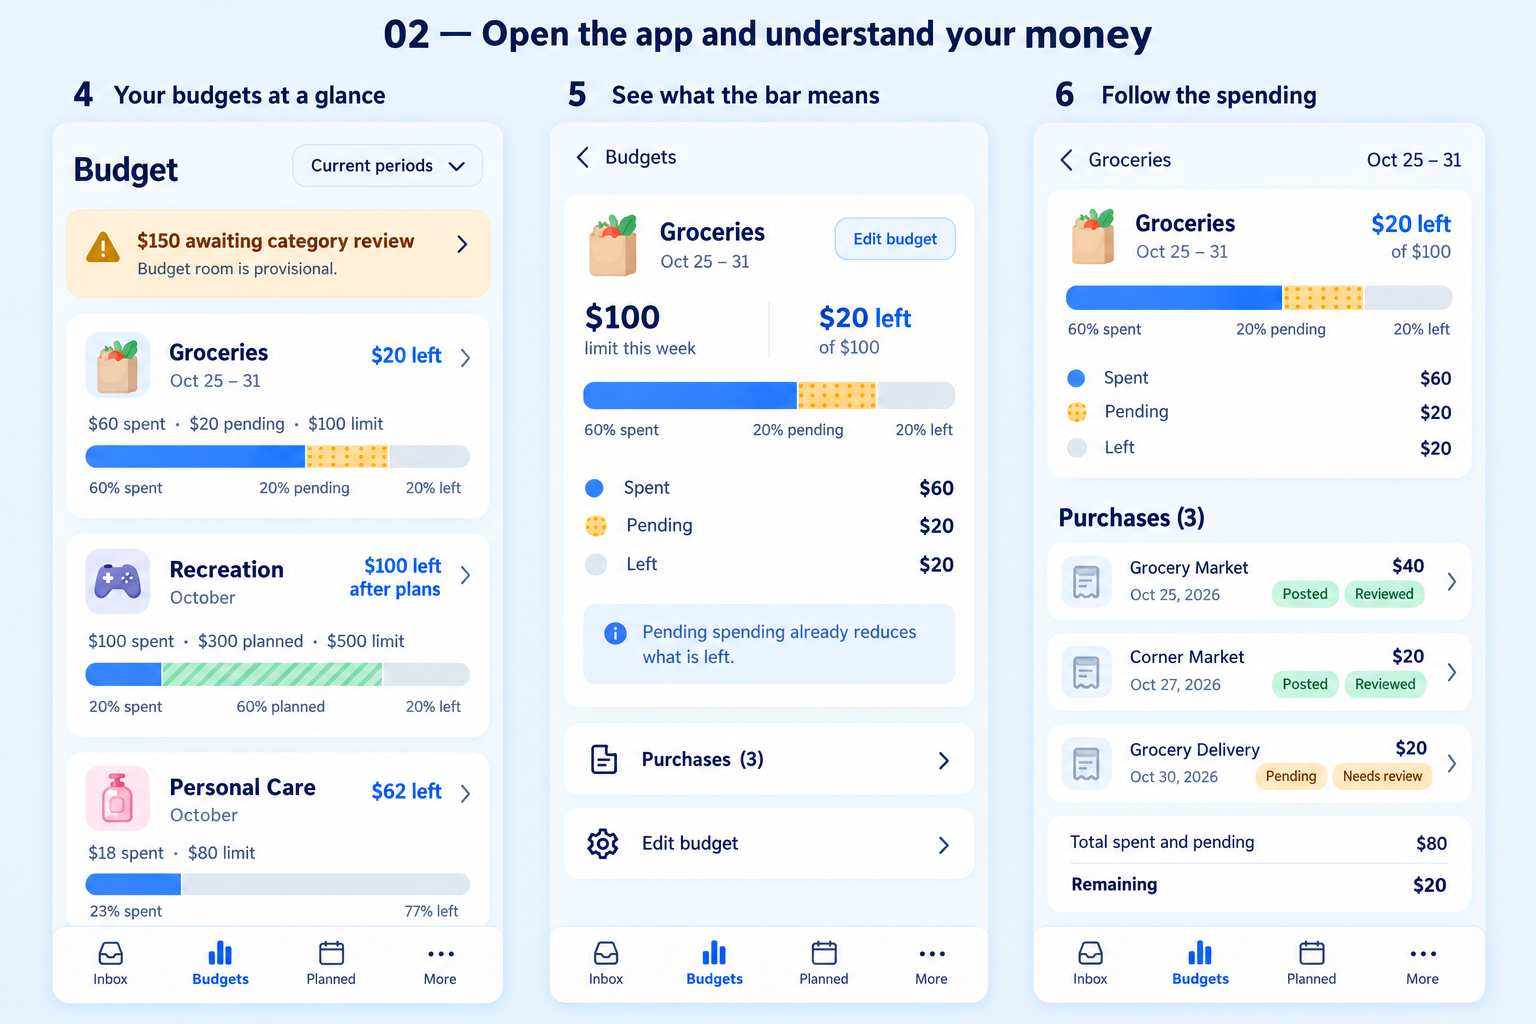 02 — Open the app and understand your money
4 Your budgets at a glance
Budget
Current periods
$150 awaiting category review
Budget room is provisional.
Groceries
$20 left
Oct 25 – 31
$60 spent • $20 pending • $100 limit
60% spent 20% pending 20% left
Recreation
$100 left
after plans
October
$100 spent • $300 planned • $500 limit
20% spent 60% planned 20% left
Personal Care
$62 left
October
$18 spent • $80 limit
23% spent 77% left
Inbox Budgets Planned More
5 See what the bar means
Budgets
Groceries
Oct 25 – 31
Edit budget
$100
limit this week
$20 left
of $100
60% spent 20% pending 20% left
Spent $60
Pending $20
Left $20
Pending spending already reduces
what is left.
Purchases (3)
Edit budget
Inbox Budgets Planned More
6 Follow the spending
Groceries Oct 25 – 31
Groceries $20 left
Oct 25 – 31 of $100
60% spent 20% pending 20% left
Spent $60
Pending $20
Left $20
Purchases (3)
Grocery Market $40
Oct 25, 2026 Posted Reviewed
Corner Market $20
Oct 27, 2026 Posted Reviewed
Grocery Delivery $20
Oct 30, 2026 Pending Needs review
Total spent and pending $80
Remaining $20
Inbox Budgets Planned More